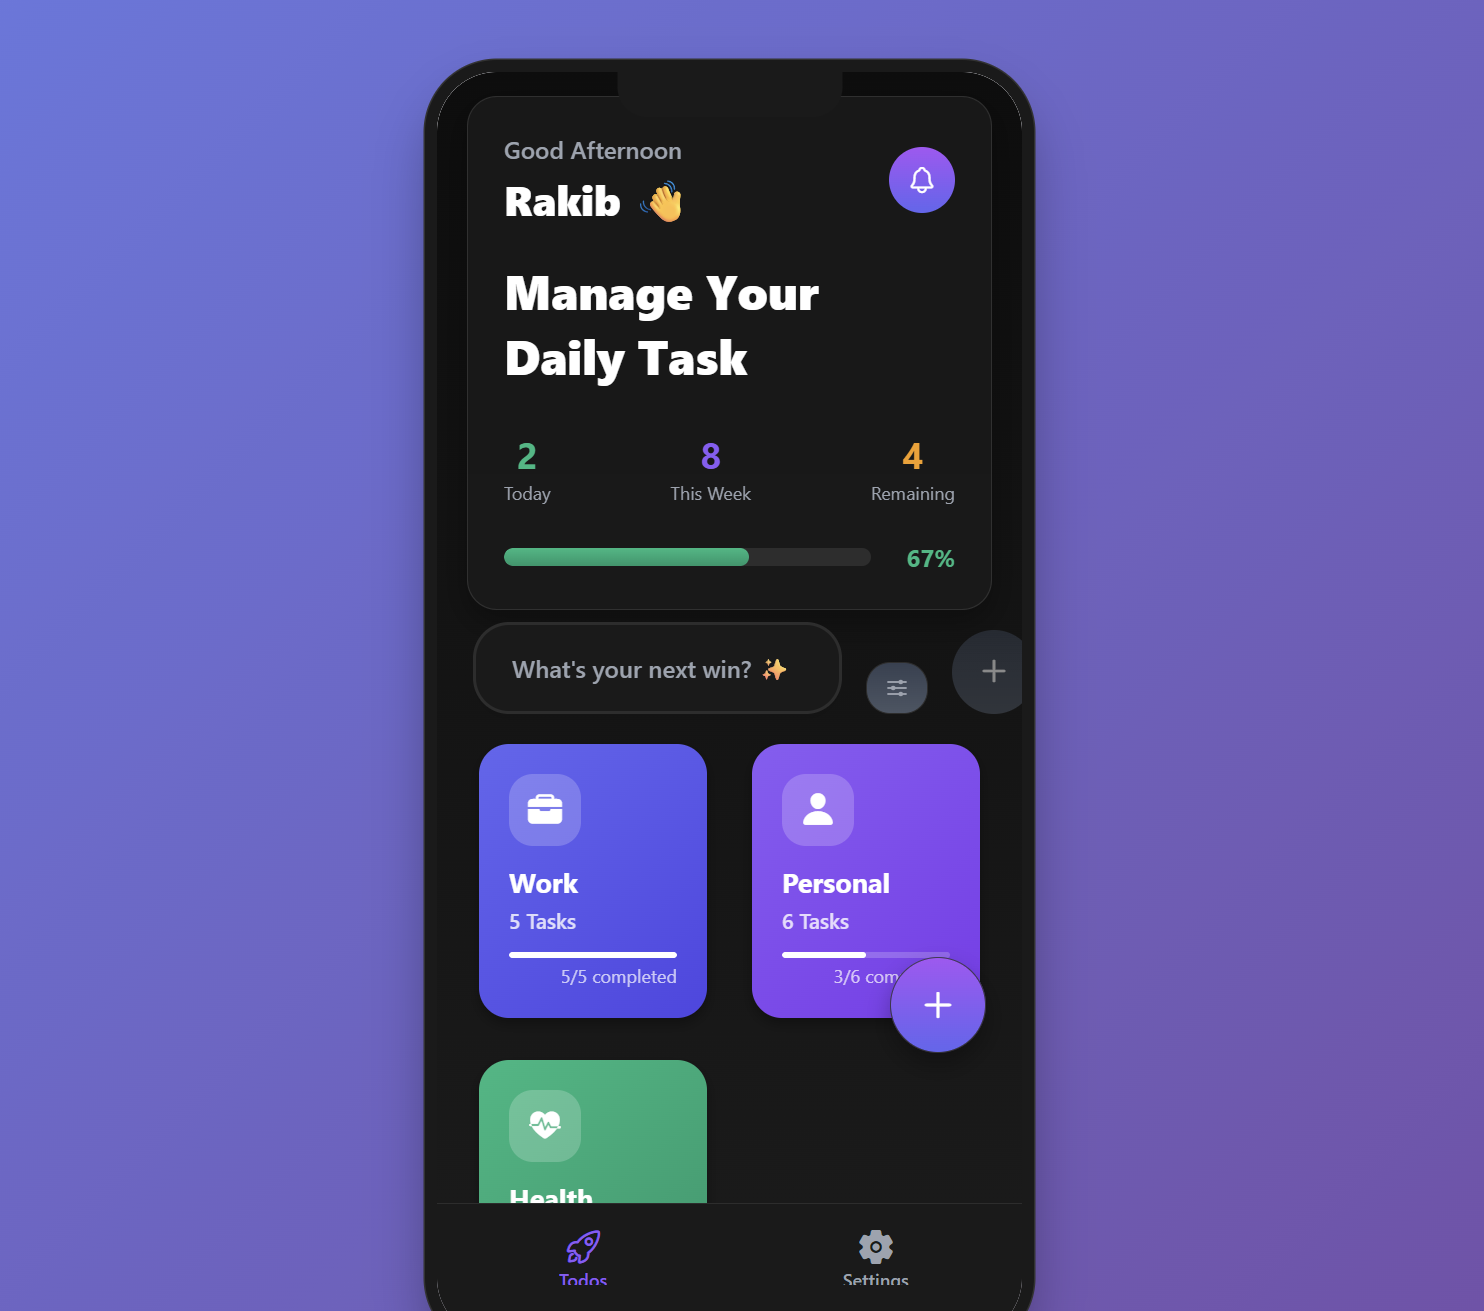 Good Afternoon
Rakib 👋
Manage Your
Daily Task
2 8 4
Today This Week Remaining
67%
What's your next win? ✨
Work Personal
5 Tasks 6 Tasks
5/5 completed 3/6 com
Health
Todos Settings